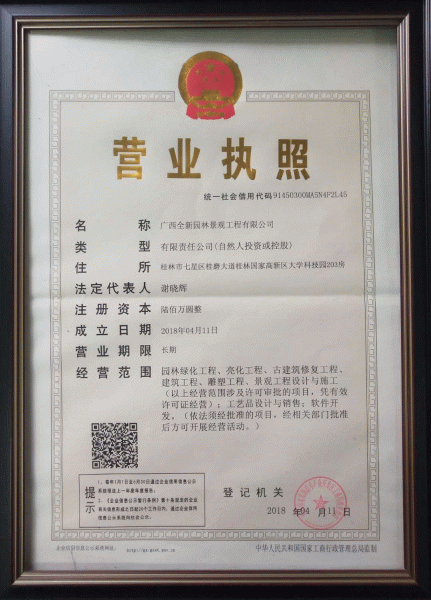 营业执照
统一社会信用代码91450300MA5N4F2L45
名称 广西全新园林景观工程有限公司
类型 有限责任公司(自然人投资或控股)
住所 桂林市七星区桂磨大道桂林国家高新区大学科技园203房
法定代表人 谢晓辉
注册资本 陆佰万圆整
成立日期 2018年04月11日
营业期限 长期
经营范围 园林绿化工程、亮化工程、古建筑修复工程、
建筑工程、雕塑工程、景观工程设计与施工
(以上经营范围涉及许可审批的项目,凭有效
许可证经营);工艺品设计与销售;软件开
发。(依法须经批准的项目,经相关部门批准
后方可开展经营活动。)
提示
登记机关
2018 年 04 月 11 日
中华人民共和国国家工商行政管理总局监制